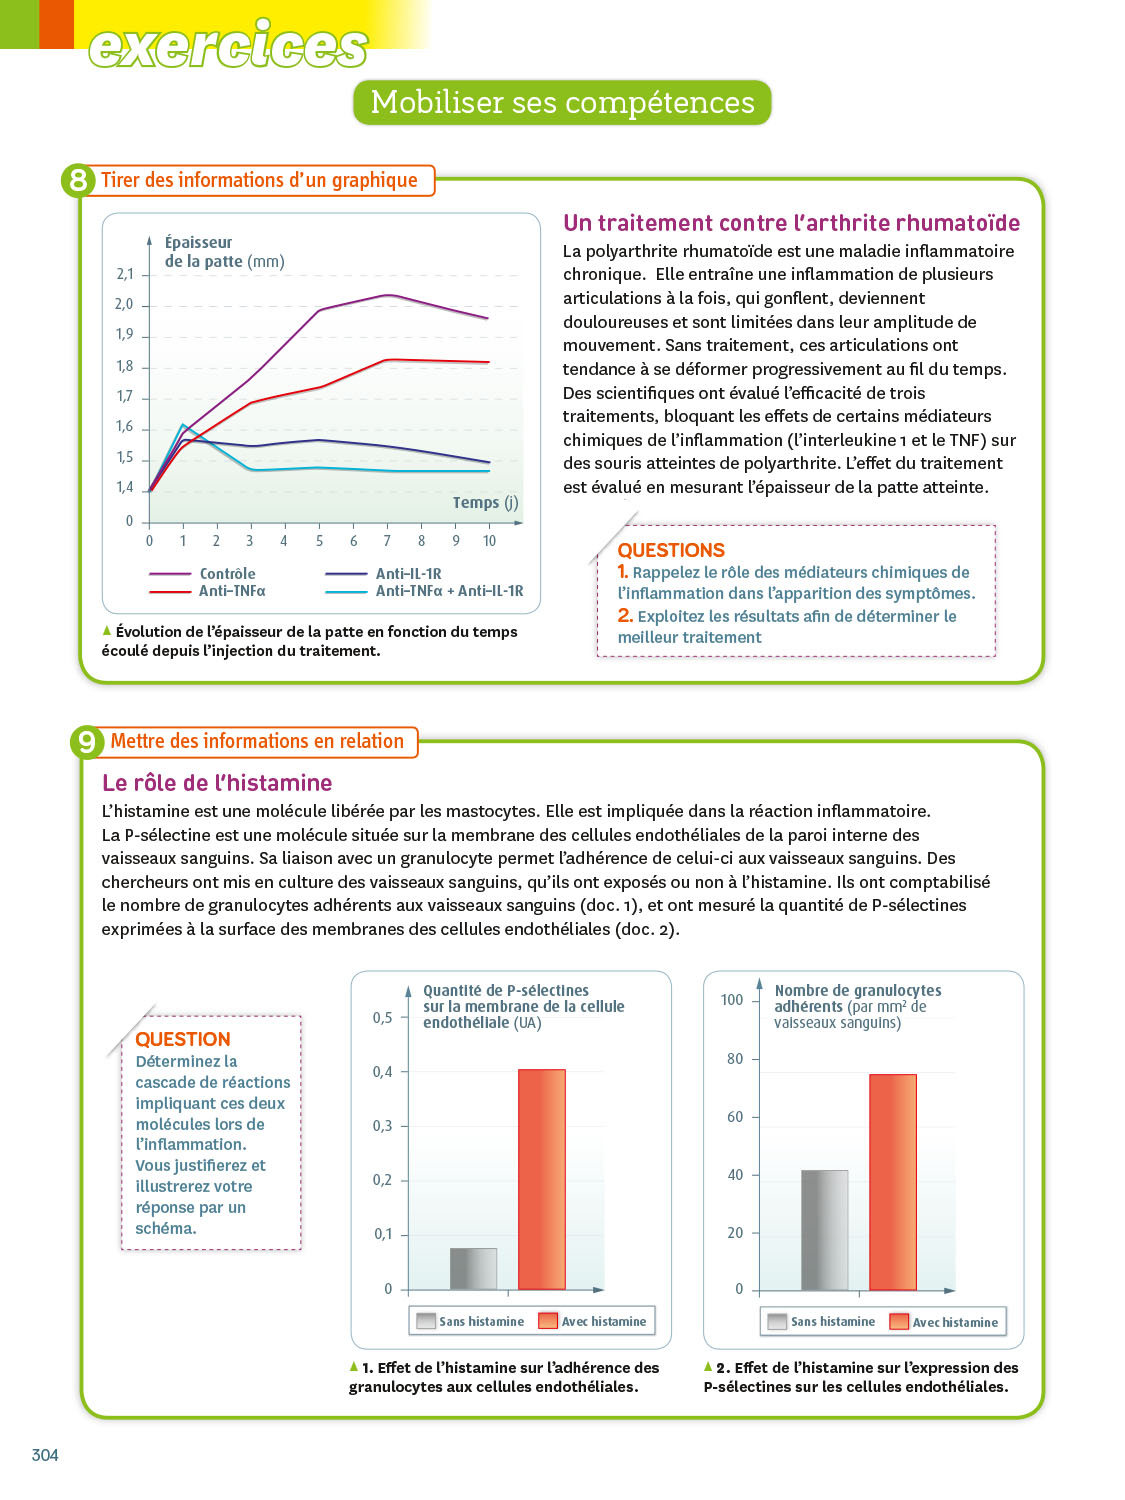 exercices
Mobiliser ses compétences
8 Tirer des informations d'un graphique
Épaisseur
de la patte (mm)
2,1
2,0
1,9
1,8
1,7
1,6
1,5
1,4
0
Temps (j)
0 1 2 3 4 5 6 7 8 9 10
Contrôle
Anti–TNFα
Anti–IL-1R
Anti–TNFα + Anti–IL-1R
▲ Évolution de l'épaisseur de la patte en fonction du temps
écoulé depuis l'injection du traitement.
Un traitement contre l'arthrite rhumatoïde
La polyarthrite rhumatoïde est une maladie inflammatoire
chronique. Elle entraîne une inflammation de plusieurs
articulations à la fois, qui gonflent, deviennent
douloureuses et sont limitées dans leur amplitude de
mouvement. Sans traitement, ces articulations ont
tendance à se déformer progressivement au fil du temps.
Des scientifiques ont évalué l'efficacité de trois
traitements, bloquant les effets de certains médiateurs
chimiques de l'inflammation (l'interleukine 1 et le TNF) sur
des souris atteintes de polyarthrite. L'effet du traitement
est évalué en mesurant l'épaisseur de la patte atteinte.
QUESTIONS
1. Rappelez le rôle des médiateurs chimiques de
l'inflammation dans l'apparition des symptômes.
2. Exploitez les résultats afin de déterminer le
meilleur traitement
9 Mettre des informations en relation
Le rôle de l'histamine
L'histamine est une molécule libérée par les mastocytes. Elle est impliquée dans la réaction inflammatoire.
La P-sélectine est une molécule située sur la membrane des cellules endothéliales de la paroi interne des
vaisseaux sanguins. Sa liaison avec un granulocyte permet l'adhérence de celui-ci aux vaisseaux sanguins. Des
chercheurs ont mis en culture des vaisseaux sanguins, qu'ils ont exposés ou non à l'histamine. Ils ont comptabilisé
le nombre de granulocytes adhérents aux vaisseaux sanguins (doc. 1), et ont mesuré la quantité de P-sélectines
exprimées à la surface des membranes des cellules endothéliales (doc. 2).
QUESTION
Déterminez la
cascade de réactions
impliquant ces deux
molécules lors de
l'inflammation.
Vous justifierez et
illustrerez votre
réponse par un
schéma.
Quantité de P-sélectines
sur la membrane de la cellule
endothéliale (UA)
0,5
0,4
0,3
0,2
0,1
0
Sans histamine Avec histamine
▲ 1. Effet de l'histamine sur l'adhérence des
granulocytes aux cellules endothéliales.
Nombre de granulocytes
adhérents (par mm² de
vaisseaux sanguins)
100
80
60
40
20
0
Sans histamine Avec histamine
▲ 2. Effet de l'histamine sur l'expression des
P-sélectines sur les cellules endothéliales.
304